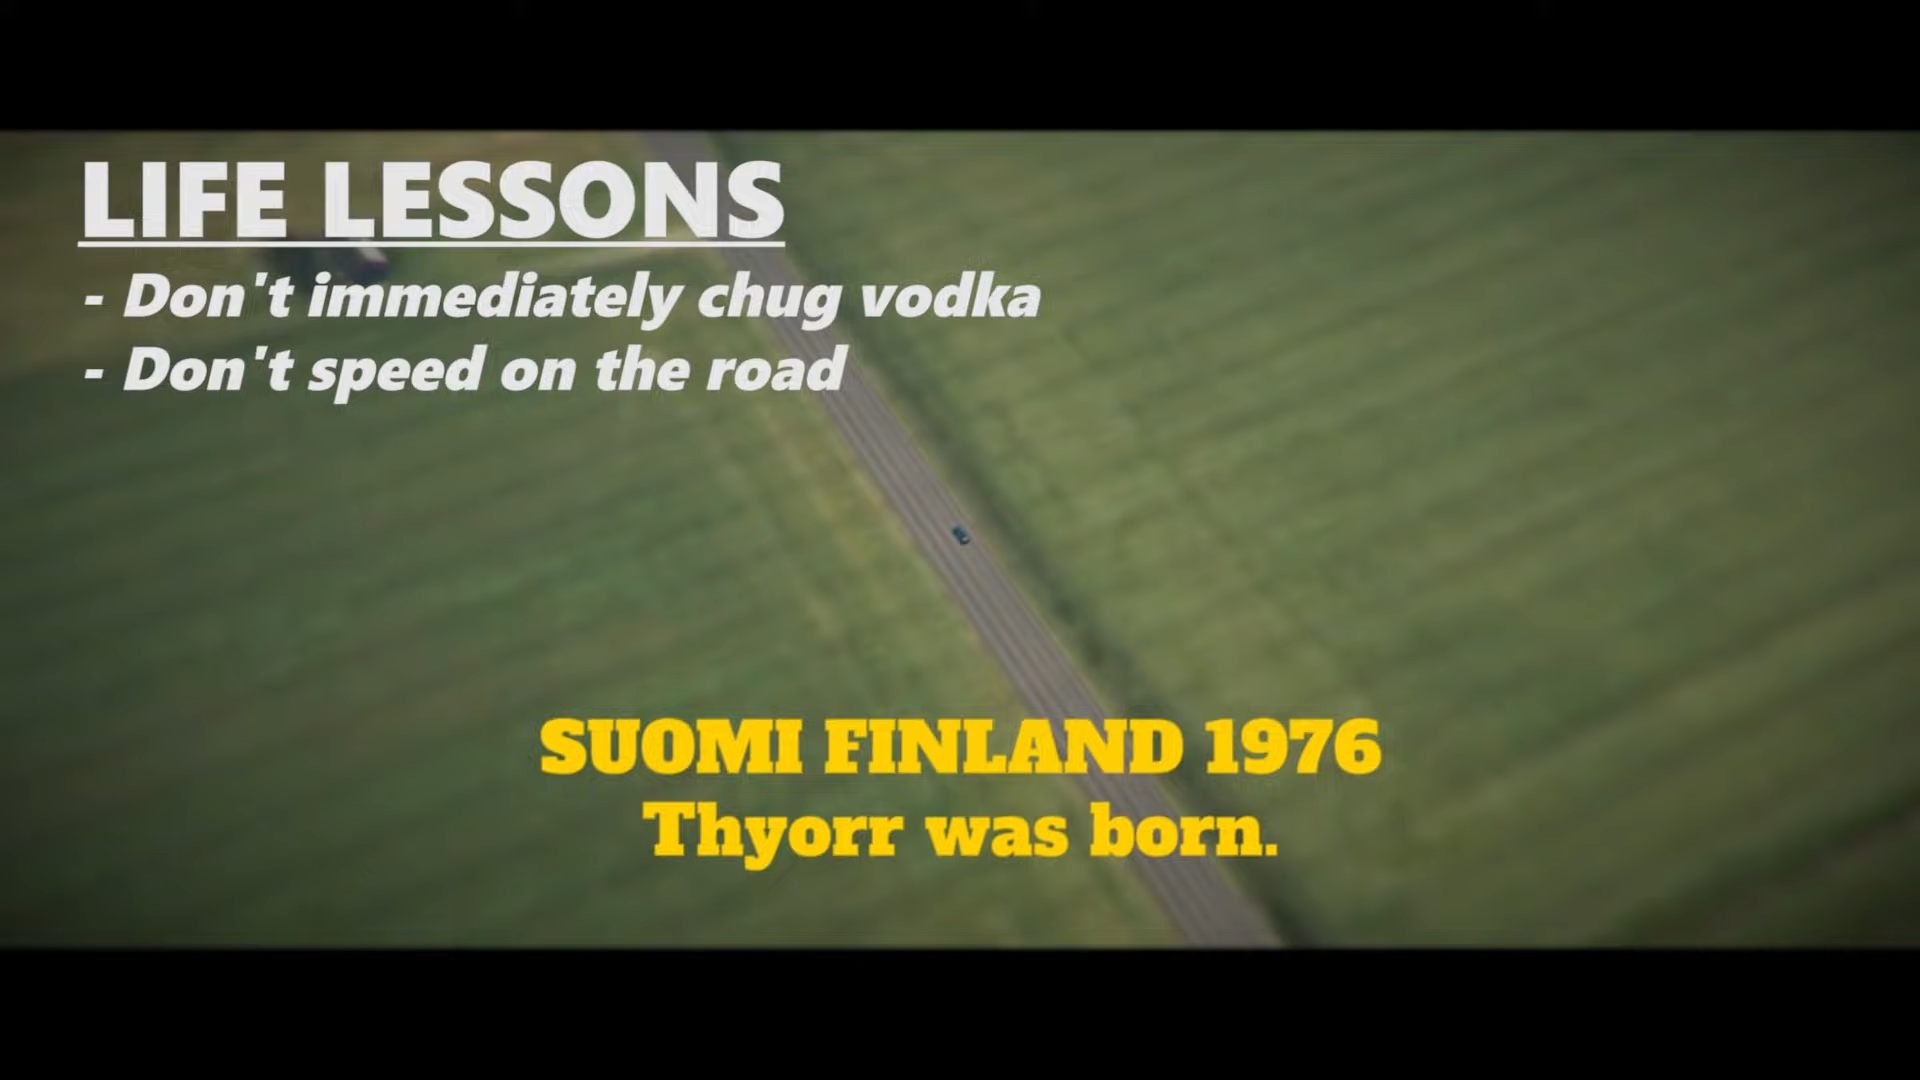 LIFE LESSONS
- Don't immediately chug vodka
- Don't speed on the road
SUOMI FINLAND 1976
Thyorr was born.